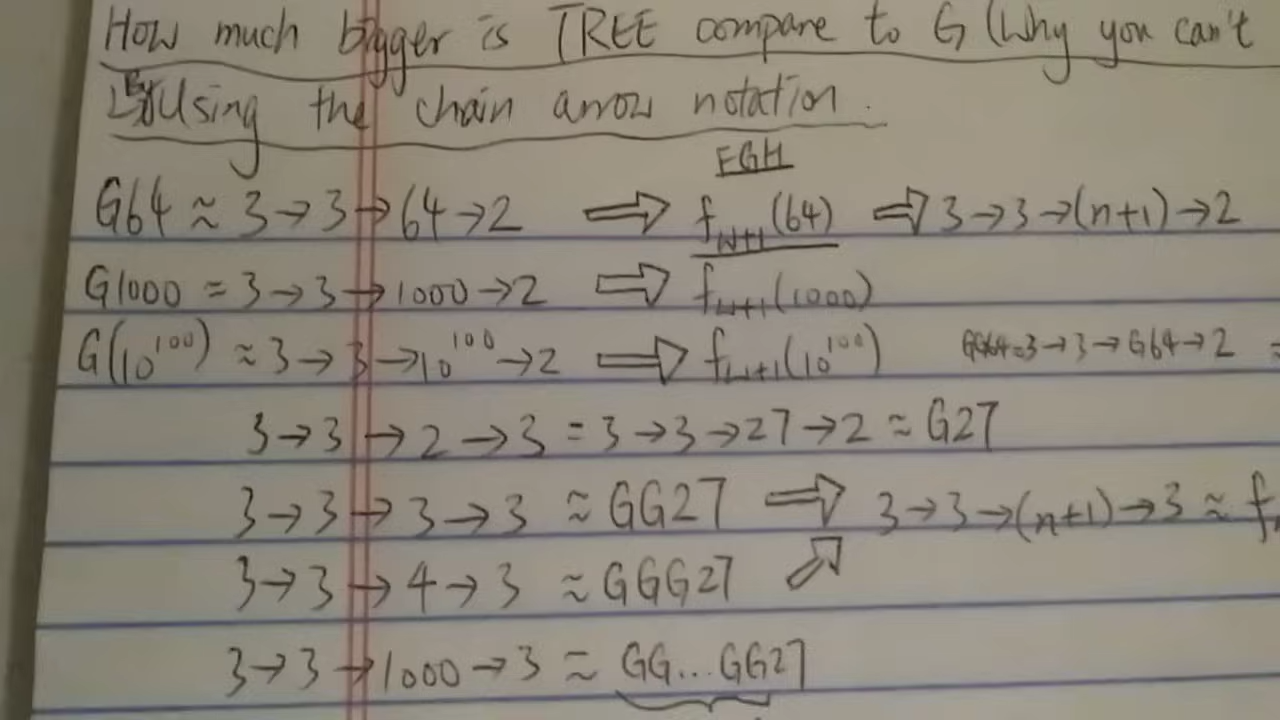 How much bigger is TREE compare to G (Why you can't
Using the chain arrow notation.
FGH
G64 ≈ 3→3→64→2 ⇒ f_{w+1}(64) ⇒ 3→3→(n+1)→2
G1000 = 3→3→1000→2 ⇒ f_{w+1}(1000)
G(10^100) ≈ 3→3→10^100→2 ⇒ f_{w+1}(10^100) GG64=3→3→G64→2 =
3→3→2→3 = 3→3→27→2 ≈ G27
3→3→3→3 ≈ GG27 ⇒ 3→3→(n+1)→3 ≈ f
3→3→4→3 ≈ GGG27 ⇗
3→3→1000→3 ≈ GG...GG27